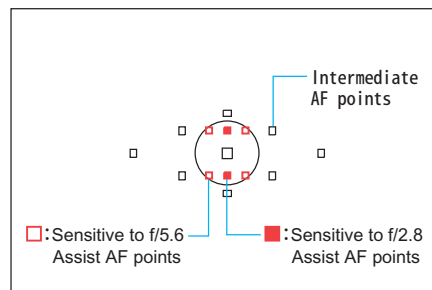 Intermediate
AF points
:Sensitive to f/5.6
Assist AF points
:Sensitive to f/2.8
Assist AF points